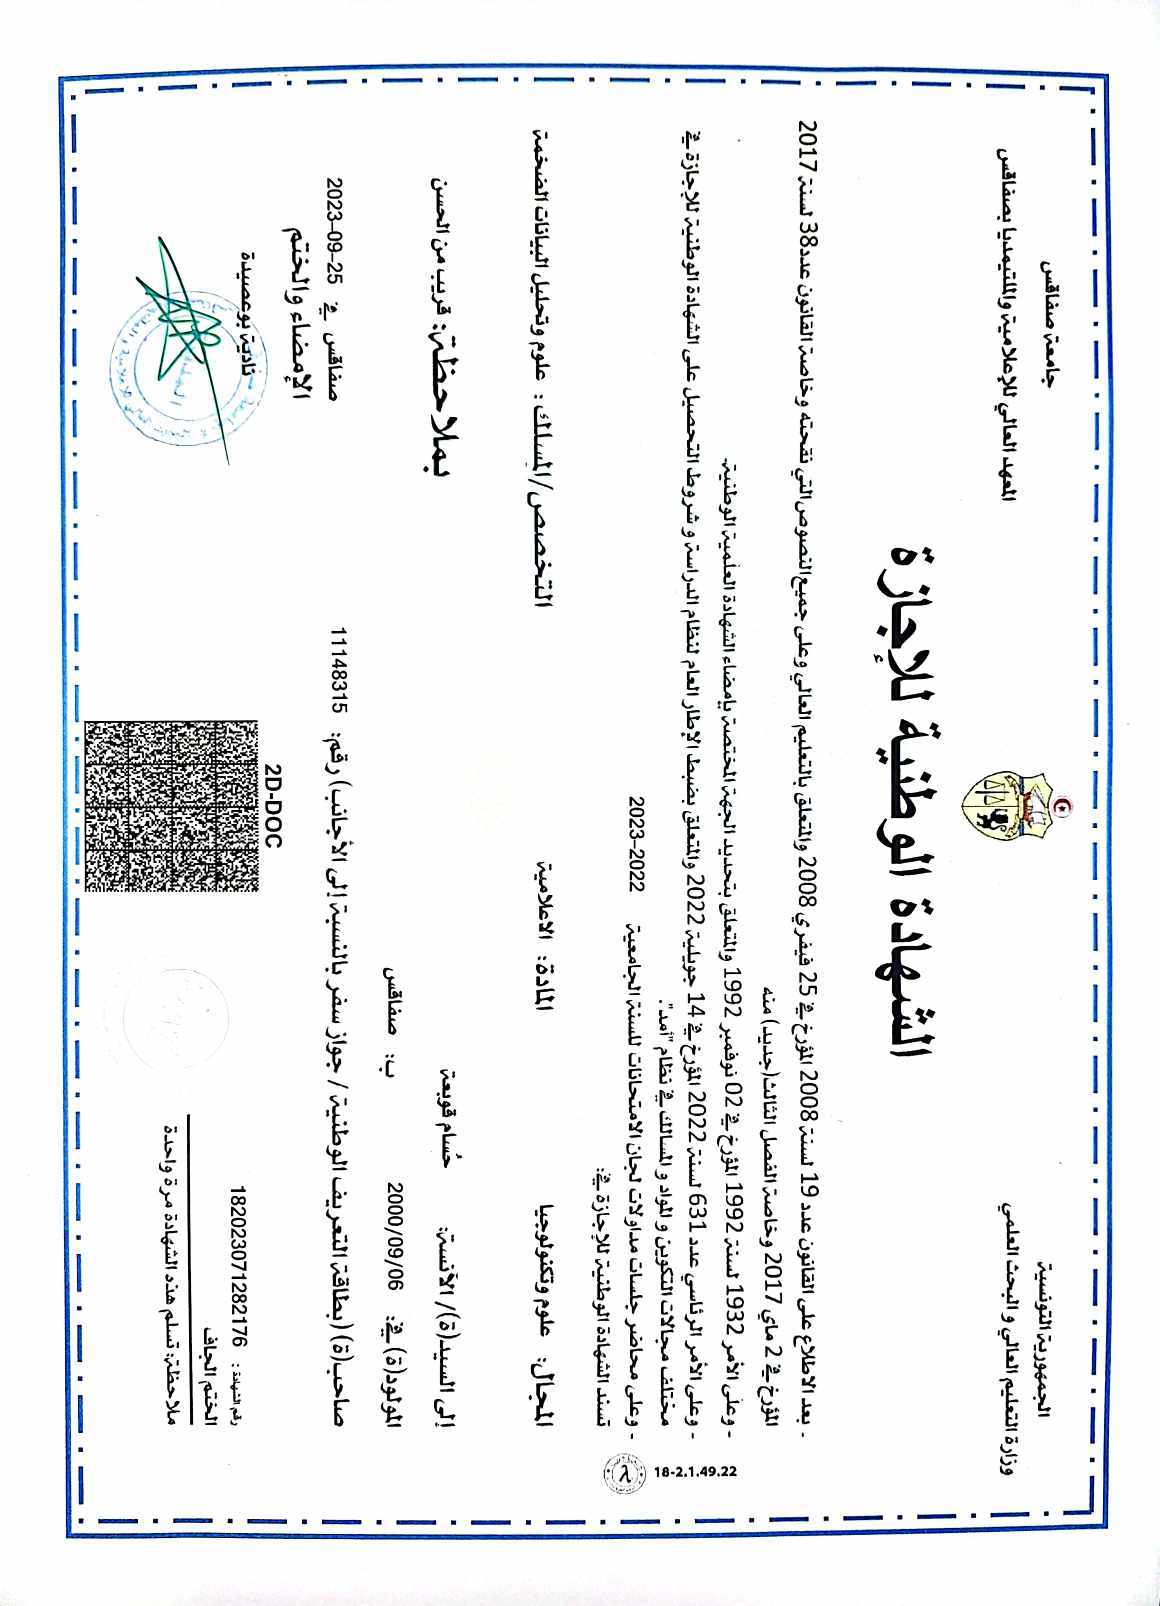 الجمهورية التونسية
وزارة التعليم العالي و البحث العلمي
جامعة صفاقس
المعهد العالي للإعلامية والملتيمديا بصفاقس
الشهادة الوطنية للإجازة
- بعد الاطلاع على القانون عدد 19 لسنة 2008 المؤرخ في 25 فيفري 2008 والمتعلق بالتعليم العالي وعلى جميع النصوص التي نقحته وخاصة القانون عدد38 لسنة 2017
المؤرخ في 2 ماي 2017 وخاصة الفصل الثالث(جديد) منه
- وعلى الأمر 1932 لسنة 1992 المؤرخ في 02 نوفمبر 1992 والمتعلق بتحديد الجهة المختصة بإمضاء الشهادة العلمية الوطنية.
- وعلى الأمر الرئاسي عدد 631 لسنة 2022 المؤرخ في 14 جويلية 2022 والمتعلق بضبط الإطار العام لنظام الدراسة و شروط التحصيل على الشهادة الوطنية للإجازة في
مختلف مجالات التكوين و المواد و المسالك في نظام "أمد".
- وعلى محاضر جلسات مداولات لجان الامتحانات للسنة الجامعية 2022-2023
تسند الشهادة الوطنية للإجازة في:
18-2.1.49.22
المجال: علوم وتكنولوجيا
المادة: الاعلامية
التخصص/المسلك : علوم وتحليل البيانات الضخمة
إلى السيد(ة)/ الآنسة: حُسام قوبعة
بملاحظة: قريب من الحسن
المولود(ة) في: 2000/09/06 ب: صفاقس
صاحب(ة) (بطاقة التعريف الوطنية / جواز سفر بالنسبة إلى الأجانب) رقم: 11148315
صفاقس في 25-09-2023
الإمضاء والختم
نادية بوعصيدة
2D-DOC
رقم الشهادة : 182023071282176
الختم الجاف
ملاحظة: تسلم هذه الشهادة مرة واحدة